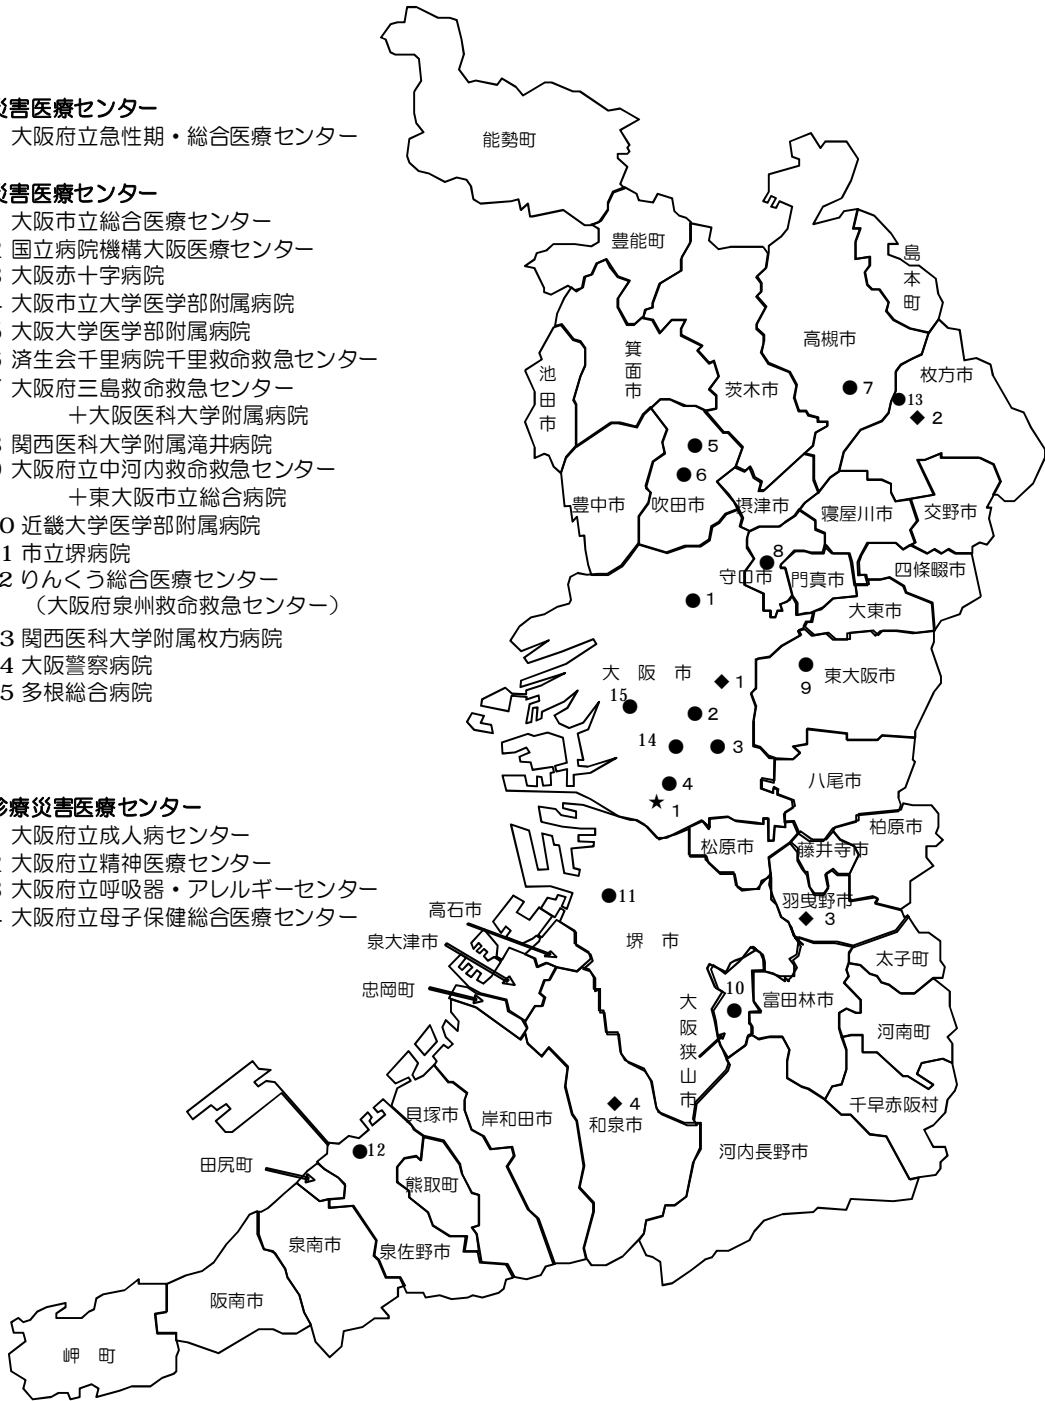 災害医療センター
大阪府立急性期・総合医療センター
災害医療センター
大阪市立総合医療センター
2 国立病院機構大阪医療センター
3 大阪赤十字病院
大阪市立大学医学部附属病院
5 大阪大学医学部附属病院
6 済生会千里病院千里救命救急センター
大阪府三島救命救急センター
+大阪医科大学附属病院
8 関西医科大学附属滝井病院
9 大阪府立中河内救命救急センター
+東大阪市立総合病院
0 近畿大学医学部附属病院
1 市立堺病院
2 りんくう総合医療センター
(大阪府泉州救命救急センター)
3 関西医科大学附属枚方病院
4 大阪警察病院
5 多根総合病院
診療災害医療センター
大阪府立成人病センター
2 大阪府立精神医療センター
3 大阪府立呼吸器・アレルギーセンター
大阪府立母子保健総合医療センター
能勢町
豊能町
島本町
高槻市
箕面市
池田市
茨木市
枚方市
7
13
2
5
6
豊中市
吹田市
摂津市
寝屋川市
交野市
8
守口市
門真市
四條畷市
1
大東市
大阪市
1
東大阪市
9
15
2
14
3
4
1
八尾市
柏原市
松原市
藤井寺市
11
羽曳野市
3
高石市
泉大津市
堺市
太子町
忠岡町
10
富田林市
大阪狭山市
河南町
千早赤阪村
4
貝塚市
岸和田市
和泉市
河内長野市
12
田尻町
熊取町
泉南市
泉佐野市
阪南市
岬町